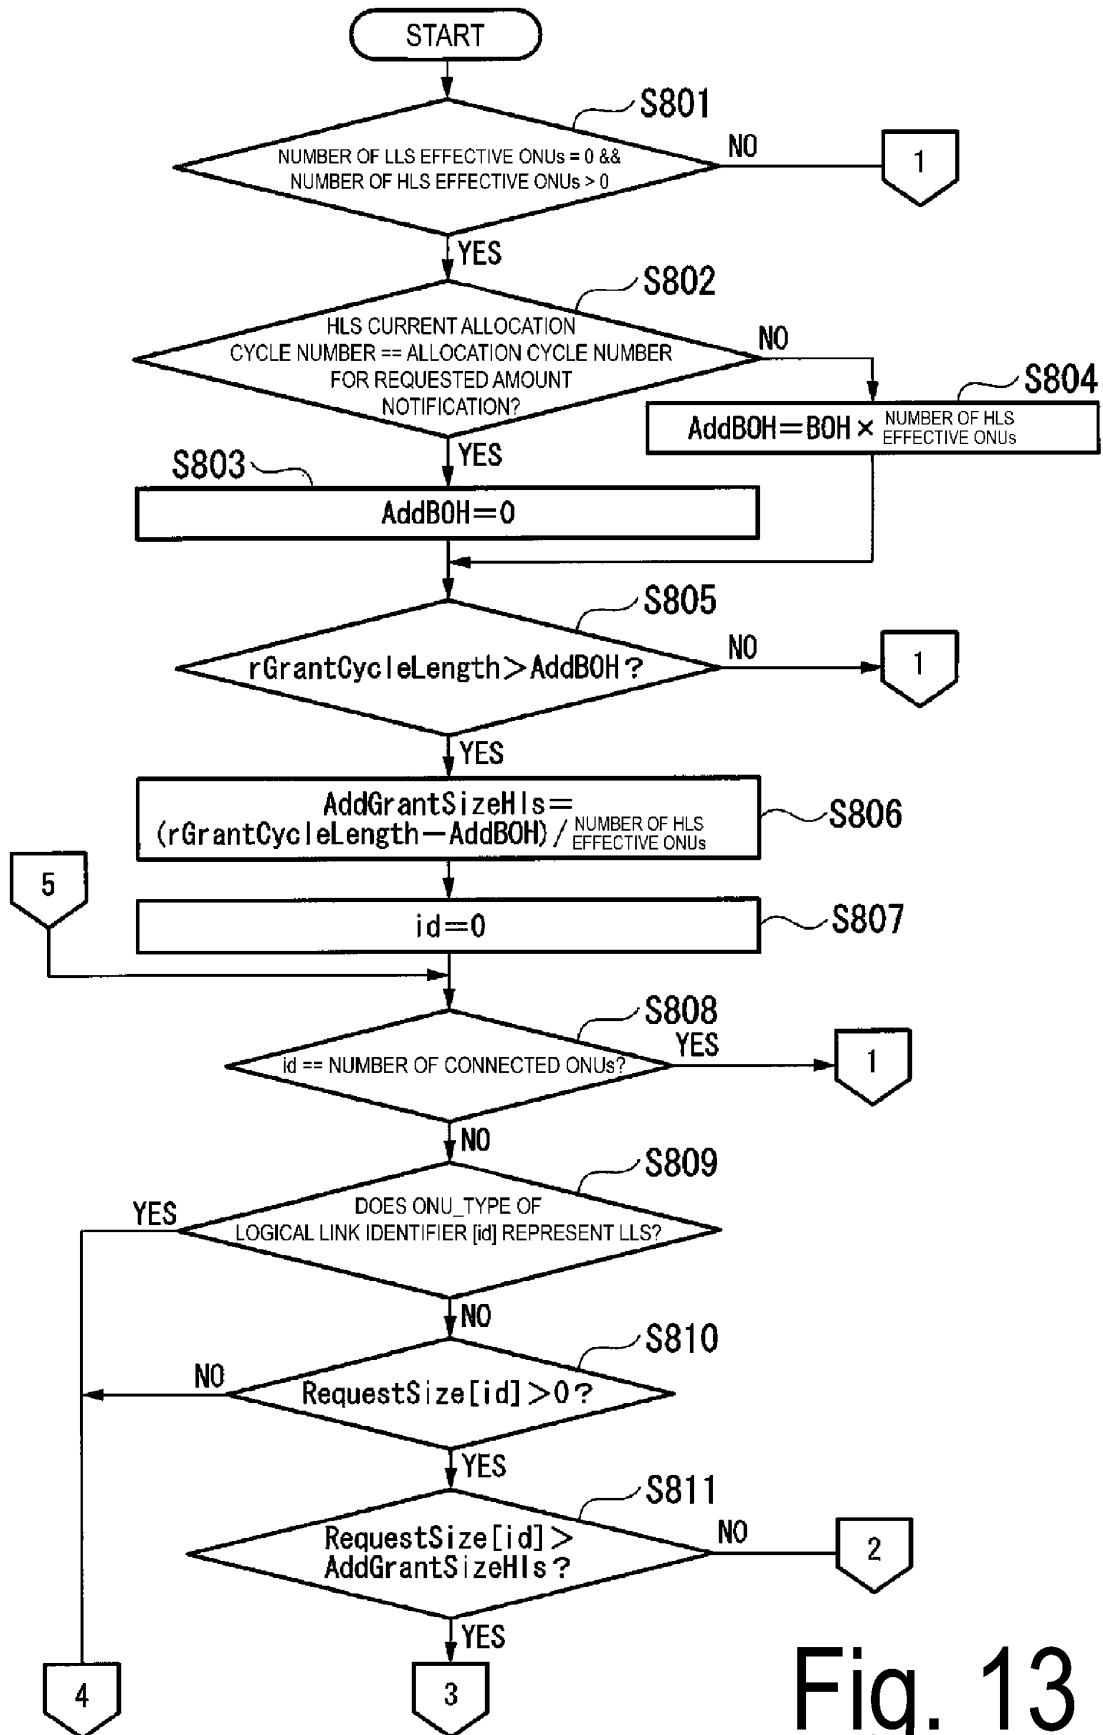 START
S801
NUMBER OF LLS EFFECTIVE ONUs = 0 &&
NUMBER OF HLS EFFECTIVE ONUs > 0
NO
1
YES
S802
HLS CURRENT ALLOCATION
CYCLE NUMBER == ALLOCATION CYCLE NUMBER
FOR REQUESTED AMOUNT
NOTIFICATION?
NO
S804
AddBOH=BOH × NUMBER OF HLS
EFFECTIVE ONUs
YES
S803
AddBOH=0
S805
rGrantCycleLength>AddBOH?
NO
1
YES
AddGrantSizeHls=
(rGrantCycleLength-AddBOH)/ NUMBER OF HLS
EFFECTIVE ONUs
S806
5
id=0
S807
S808
id == NUMBER OF CONNECTED ONUs?
YES
1
NO
S809
DOES ONU_TYPE OF
LOGICAL LINK IDENTIFIER [id] REPRESENT LLS?
YES
NO
S810
RequestSize[id]>0?
NO
YES
S811
RequestSize[id]>
AddGrantSizeHls?
NO
2
YES
4
3
Fig. 13